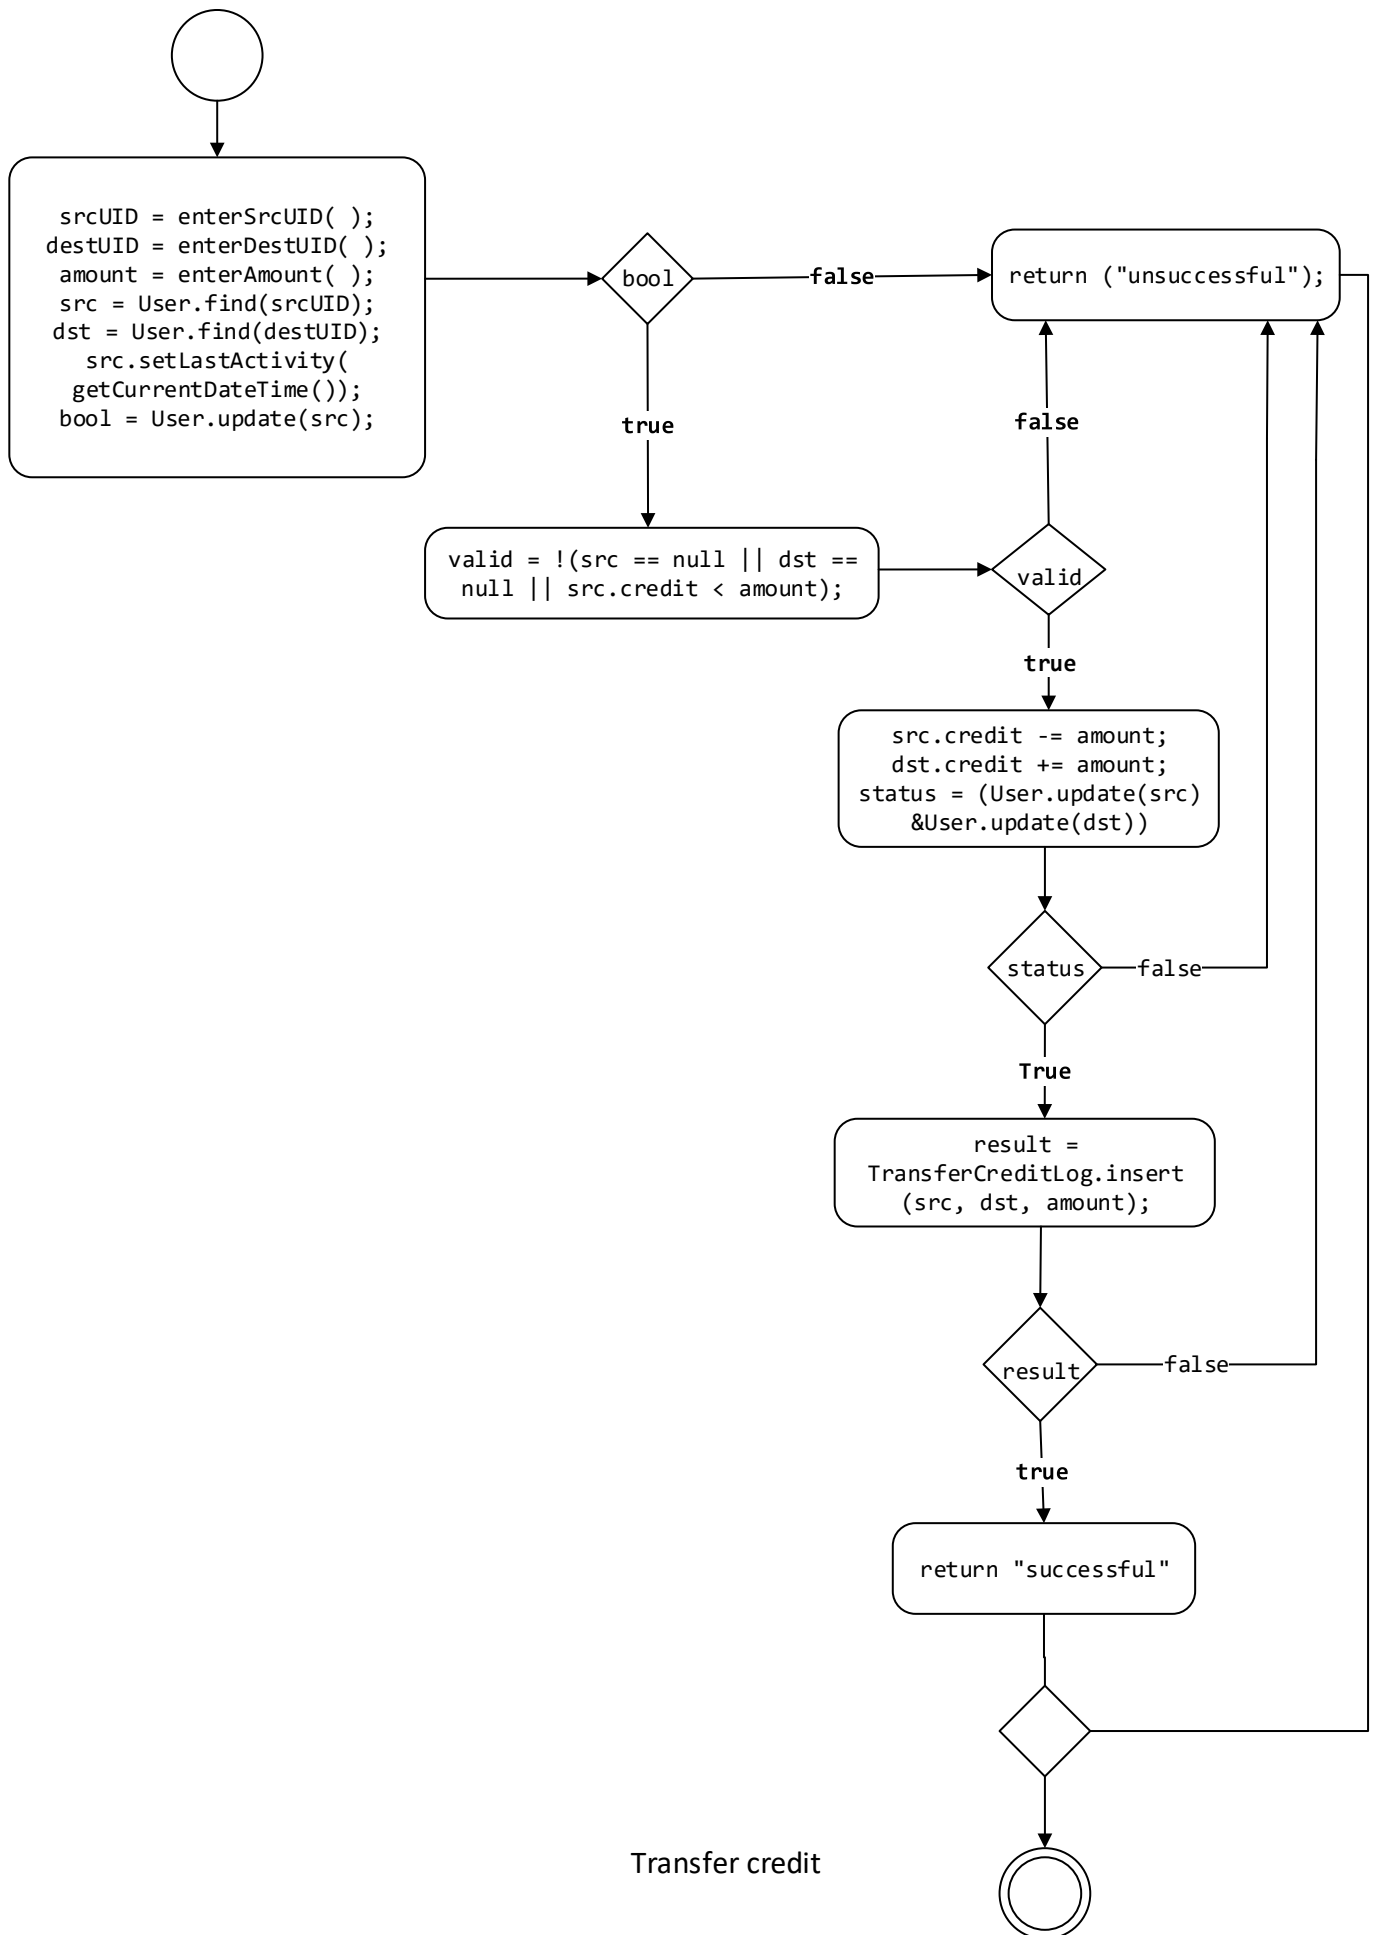 srcUID = enterSrcUID( );
destUID = enterDestUID( );
amount = enterAmount( );
src = User.find(srcUID);
dst = User.find(destUID);
src.setLastActivity(
getCurrentDateTime());
bool = User.update(src);
bool
false
return ("unsuccessful");
true
false
valid = !(src == null || dst ==
null || src.credit < amount);
valid
true
src.credit -= amount;
dst.credit += amount;
status = (User.update(src)
&User.update(dst))
status
false
True
result =
TransferCreditLog.insert
(src, dst, amount);
result
false
true
return "successful"
Transfer credit